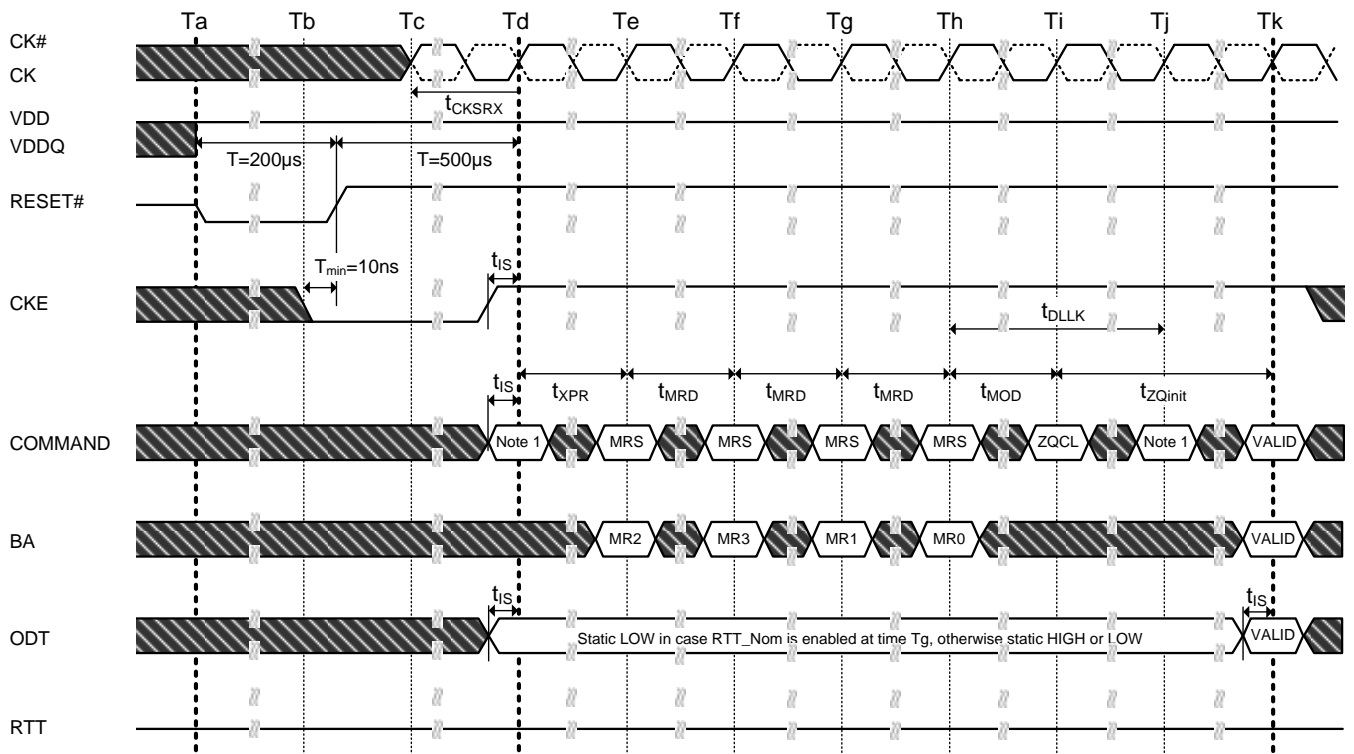 Ta Tb Tc Td Te Tf Tg Th Ti Tj Tk
CK#
CK
tCKSRX
VDD
VDDQ
T=200µs T=500µs
RESET#
Tmin=10ns tIS
CKE
tDLLK
tIS tXPR tMRD tMRD tMRD tMOD tZQinit
COMMAND Note 1 MRS MRS MRS MRS ZQCL Note 1 VALID
BA MR2 MR3 MR1 MR0 VALID
tIS tIS
ODT Static LOW in case RTT_Nom is enabled at time Tg, otherwise static HIGH or LOW VALID
RTT